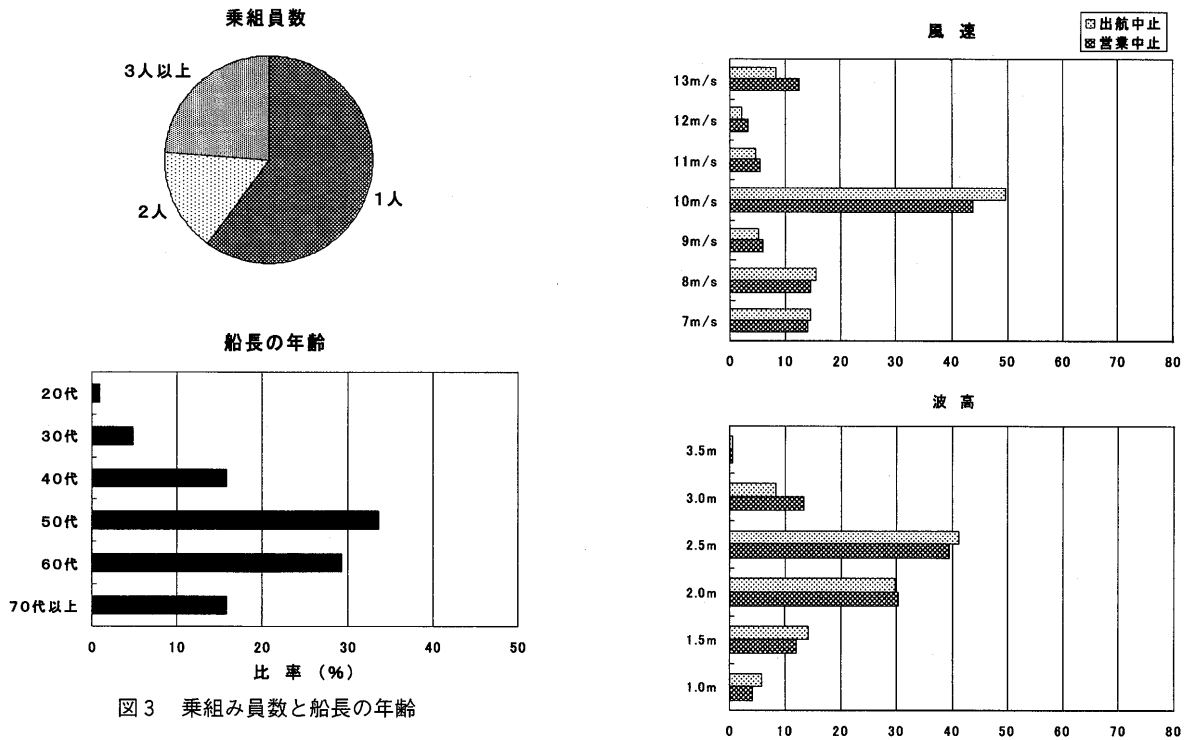 乗組員数
3人以上
2人
1人
船長の年齢
20代
30代
40代
50代
60代
70代以上
0 10 20 30 40 50
比 率 (%)
図3 乗組み員数と船長の年齢
風 速
出航中止
営業中止
13m/s
12m/s
11m/s
10m/s
9m/s
8m/s
7m/s
0 10 20 30 40 50 60 70 80
波 高
3.5m
3.0m
2.5m
2.0m
1.5m
1.0m
0 10 20 30 40 50 60 70 80